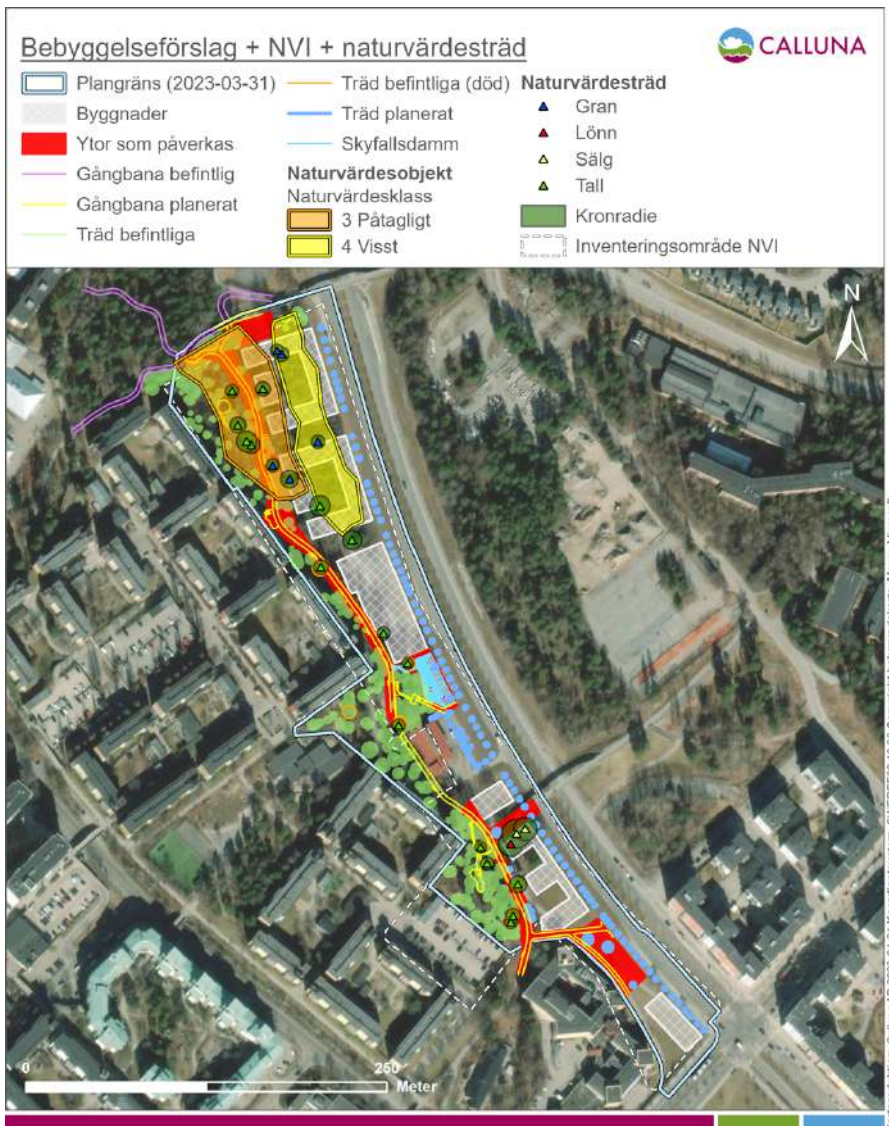 Bebyggelseförslag + NVI + naturvärdesträd
CALLUNA
Plangräns (2023-03-31)
Byggnader
Ytor som påverkas
Gångbana befintlig
Gångbana planerat
Träd befintliga
Träd befintliga (död)
Träd planerat
Skyfallsdamm
Naturvärdesobjekt
Naturvärdesklass
3 Påtagligt
4 Visst
Naturvärdesträd
Gran
Lönn
Sälg
Tall
Kronradie
Inventeringsområde NVI
N
0
250
Meter